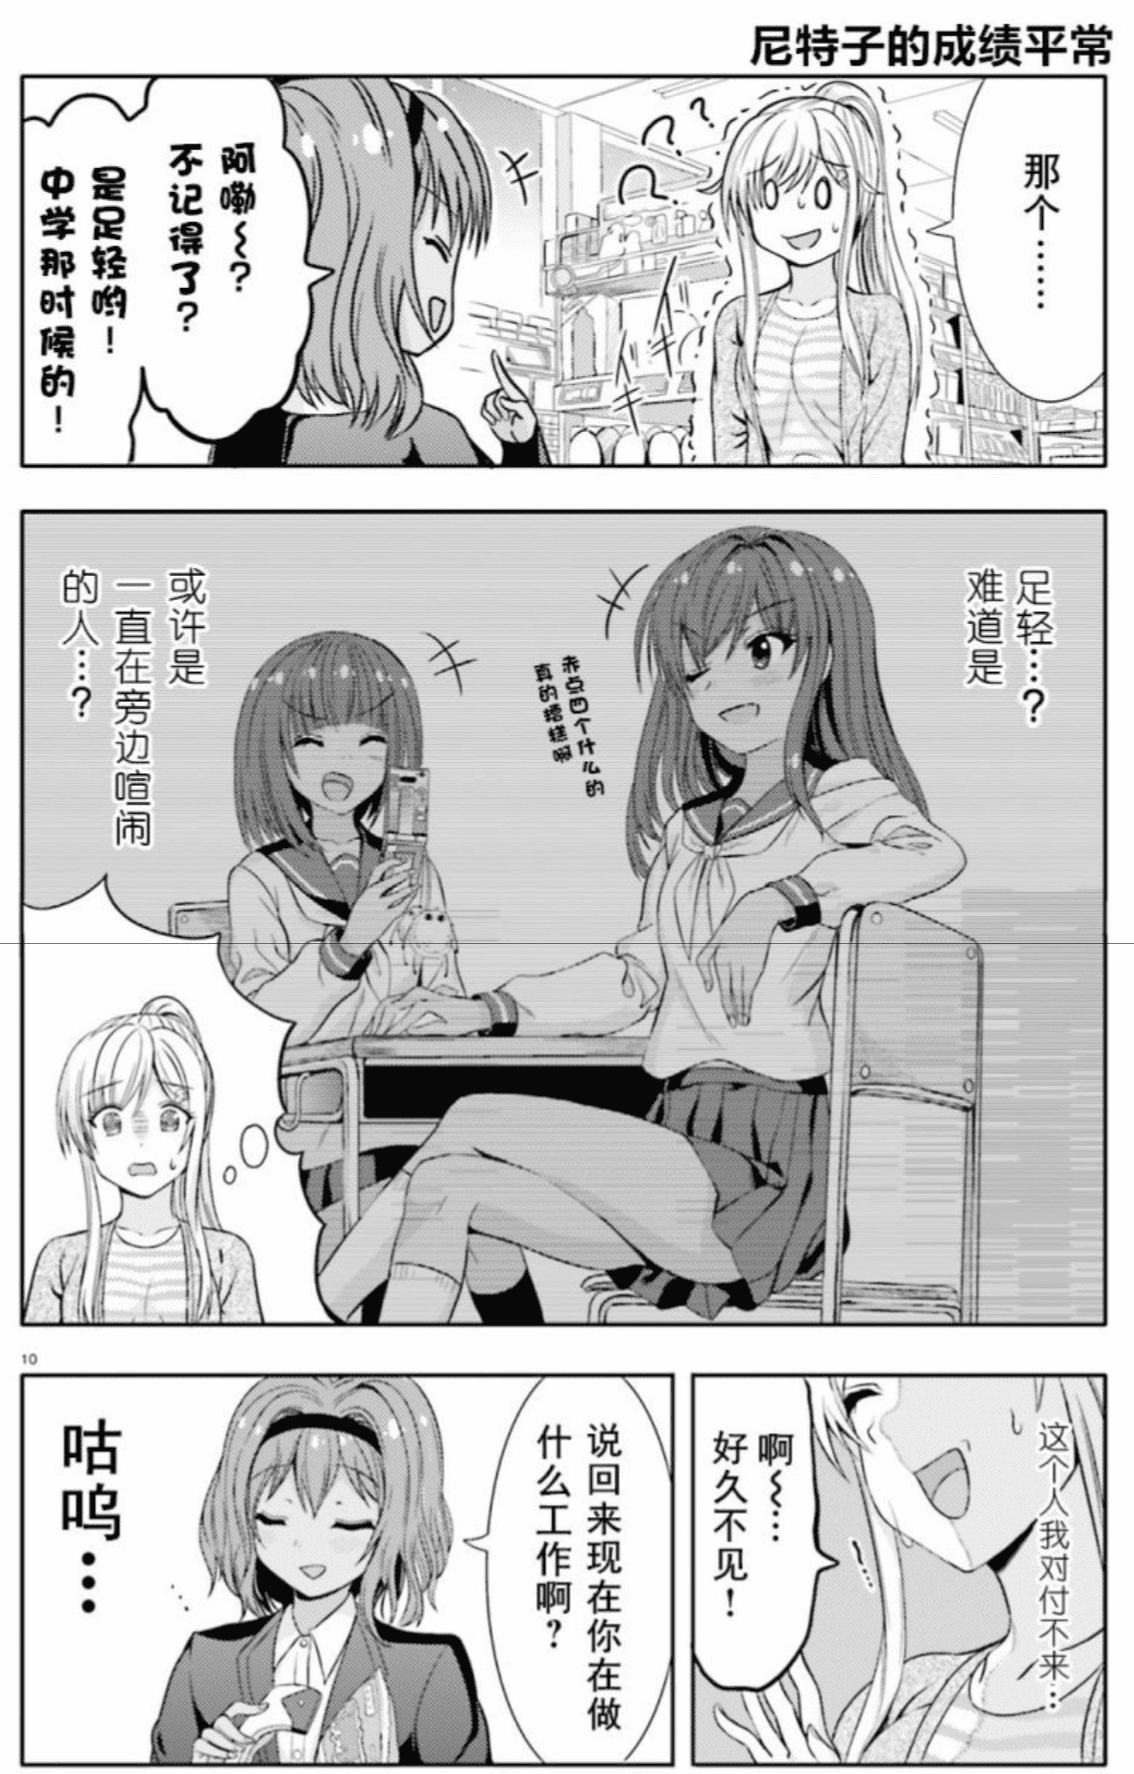 尼特子的成绩平常
那个……
?
?
?
阿嘞～?
不记得了?
是足轻哟!
中学那时候的!
足轻…?
难道是
赤点四个什么的
真的糟糕啊
或许是
一直在旁边喧闹
的人…?
10
这个人我对付不来…
啊～…
好久不见!
说回来现在你在做
什么工作啊?
咕呜…